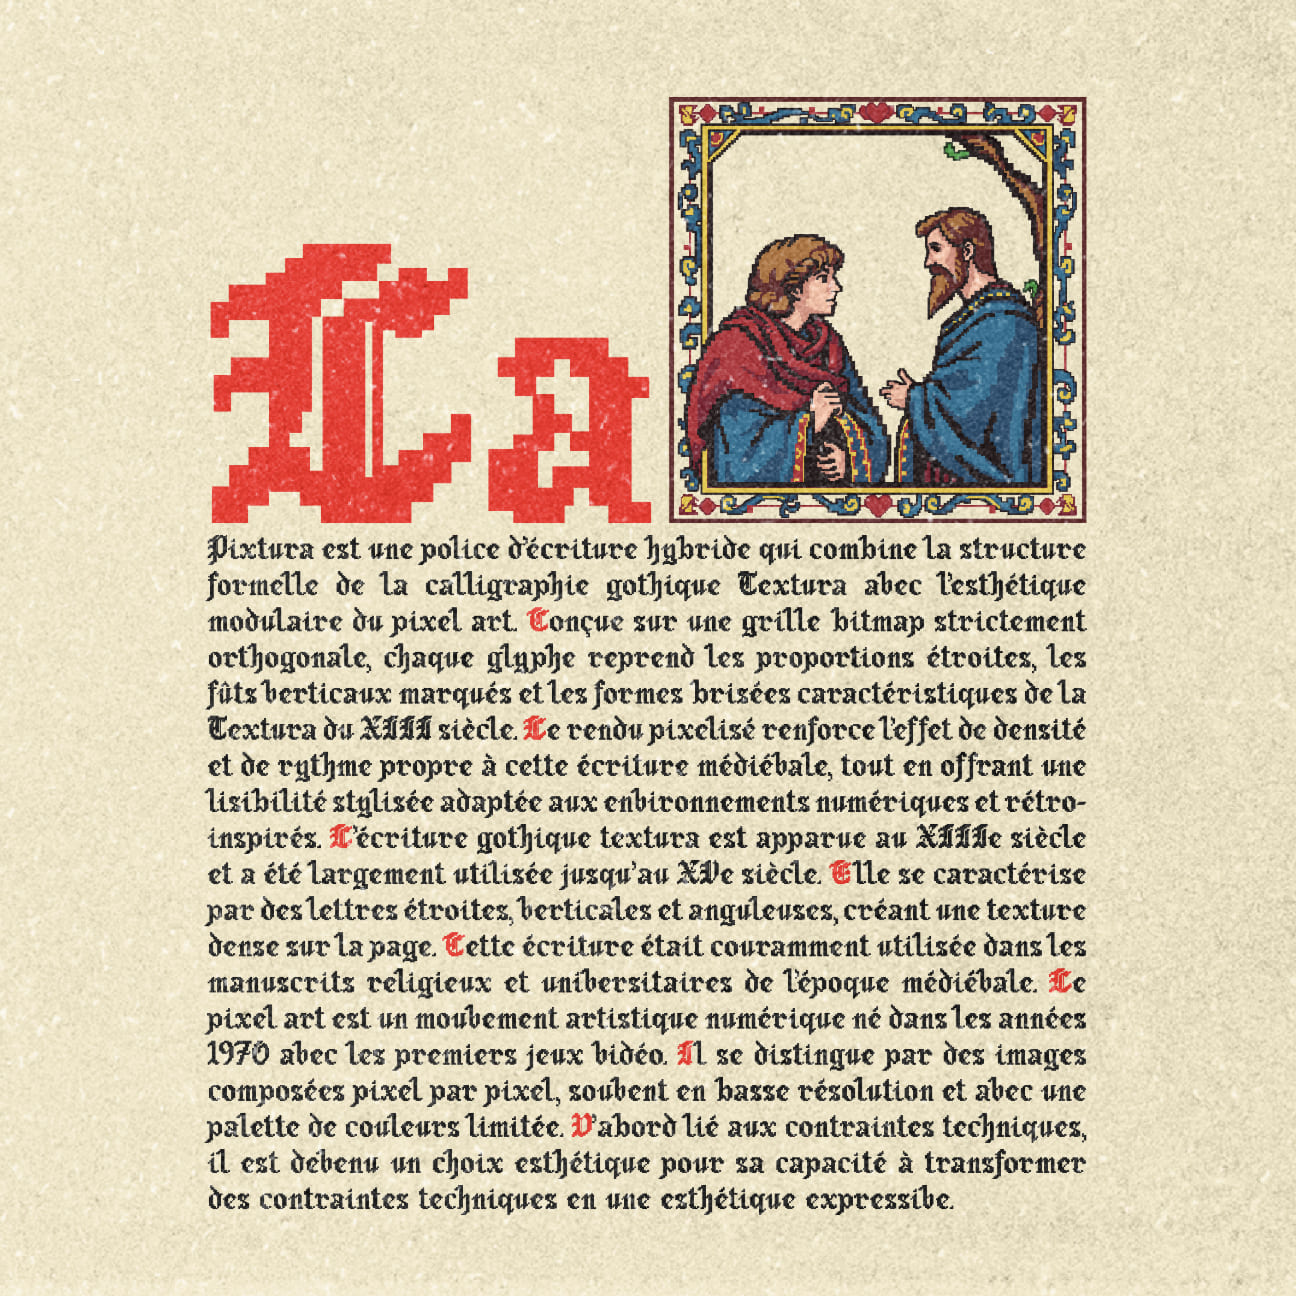 La
Pixtura est une police d'écriture hybride qui combine la structure
formelle de la calligraphie gothique Textura avec l'esthétique
modulaire du pixel art. Conçue sur une grille bitmap strictement
orthogonale, chaque glyphe reprend les proportions étroites, les
fûts verticaux marqués et les formes brisées caractéristiques de la
Textura du XIII siècle. Le rendu pixelisé renforce l'effet de densité
et de rythme propre à cette écriture médiévale, tout en offrant une
lisibilité stylisée adaptée aux environnements numériques et rétro-
inspirés. L'écriture gothique textura est apparue au XIIIe siècle
et a été largement utilisée jusqu'au XVe siècle. Elle se caractérise
par des lettres étroites, verticales et anguleuses, créant une texture
dense sur la page. Cette écriture était couramment utilisée dans les
manuscrits religieux et universitaires de l'époque médiévale. Le
pixel art est un mouvement artistique numérique né dans les années
1970 avec les premiers jeux vidéo. Il se distingue par des images
composées pixel par pixel, souvent en basse résolution et avec une
palette de couleurs limitée. D'abord lié aux contraintes techniques,
il est devenu un choix esthétique pour sa capacité à transformer
des contraintes techniques en une esthétique expressive.